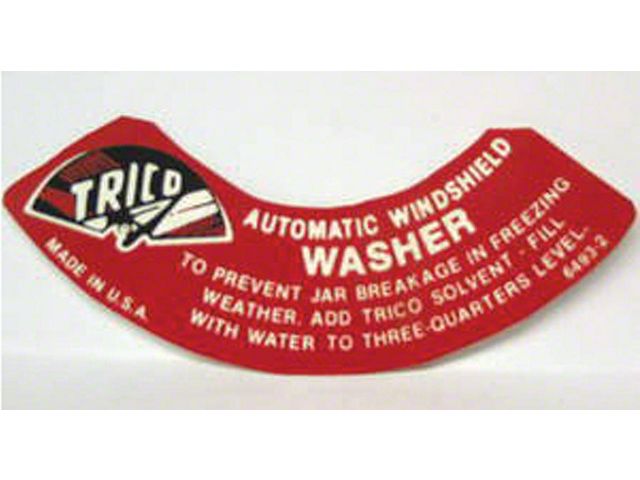 TRICO
MADE IN U.S.A.
AUTOMATIC WINDSHIELD
WASHER
TO PREVENT JAR BREAKAGE IN FREEZING
WEATHER, ADD TRICO SOLVENT - FILL
WITH WATER TO THREE-QUARTERS LEVEL.
6493-2